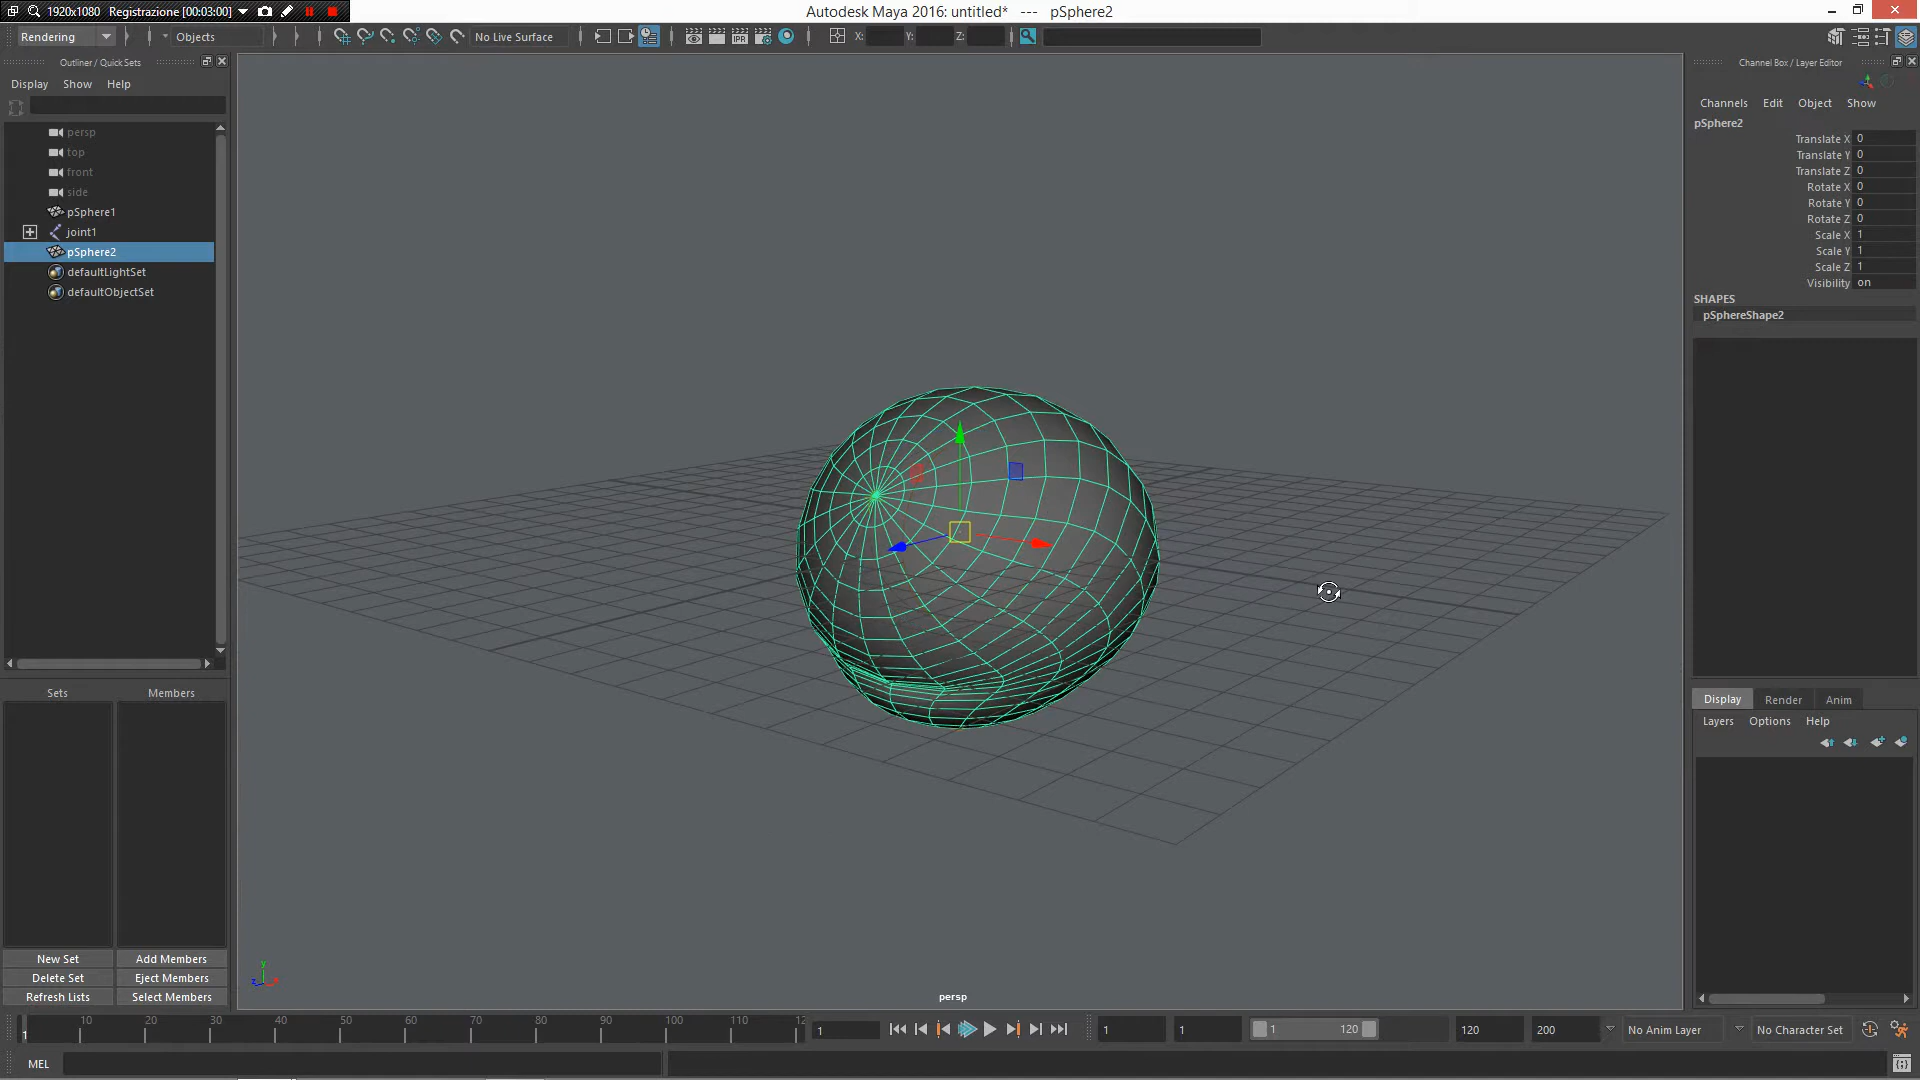 1920x1080 Registrazione [00:03:00]
Autodesk Maya 2016: untitled* --- pSphere2
Rendering
Objects
No Live Surface
X:
Y:
Z:
IPR
Outliner / Quick Sets
Display Show Help
persp
top
front
side
pSphere1
joint1
pSphere2
defaultLightSet
defaultObjectSet
Sets
Members
New Set
Add Members
Delete Set
Eject Members
Refresh Lists
Select Members
y
z
x
persp
Channel Box / Layer Editor
Channels Edit Object Show
pSphere2
Translate X 0
Translate Y 0
Translate Z 0
Rotate X 0
Rotate Y 0
Rotate Z 0
Scale X 1
Scale Y 1
Scale Z 1
Visibility on
SHAPES
pSphereShape2
Display Render Anim
Layers Options Help
1 10 20 30 40 50 60 70 80 90 100 110 12
1
1
1
1 120
120
200
No Anim Layer
No Character Set
MEL